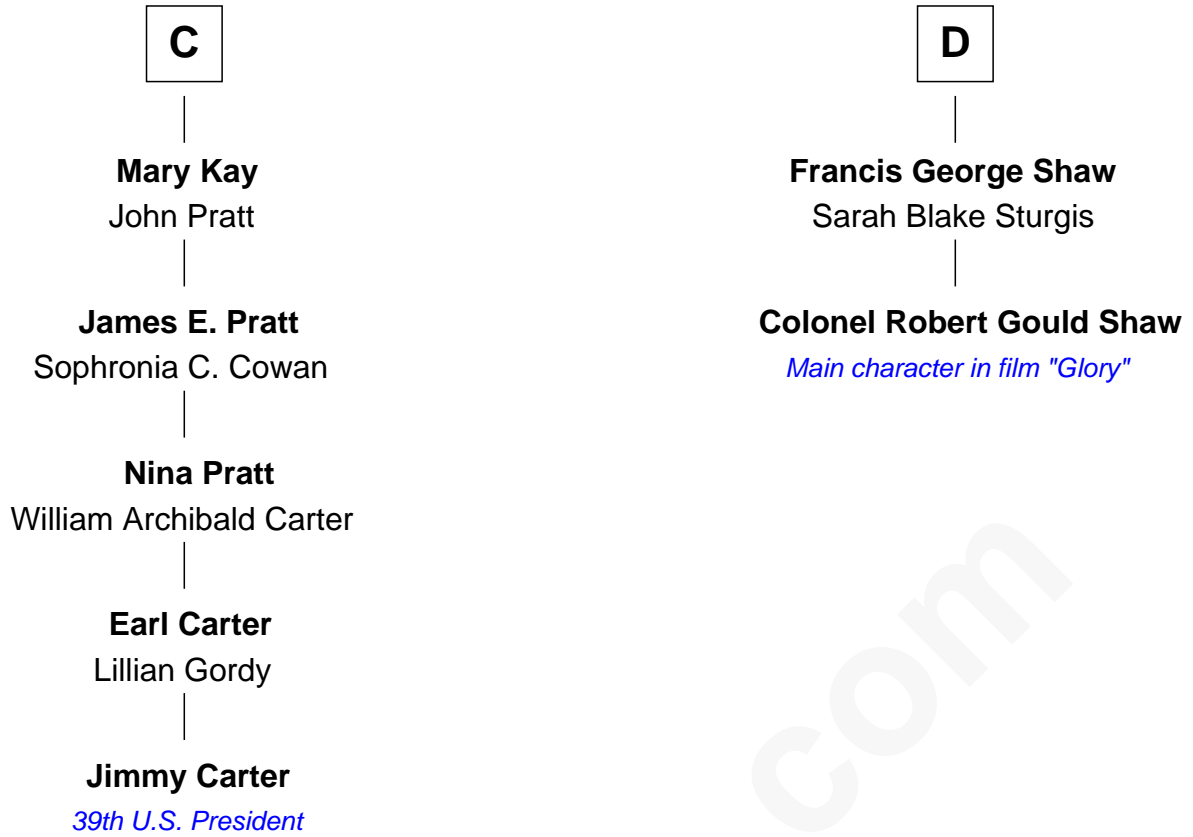 C
Mary Kay
John Pratt
James E. Pratt
Sophronia C. Cowan
Nina Pratt
William Archibald Carter
Earl Carter
Lillian Gordy
Jimmy Carter
39th U.S. President
D
Francis George Shaw
Sarah Blake Sturgis
Colonel Robert Gould Shaw
Main character in film "Glory"
com